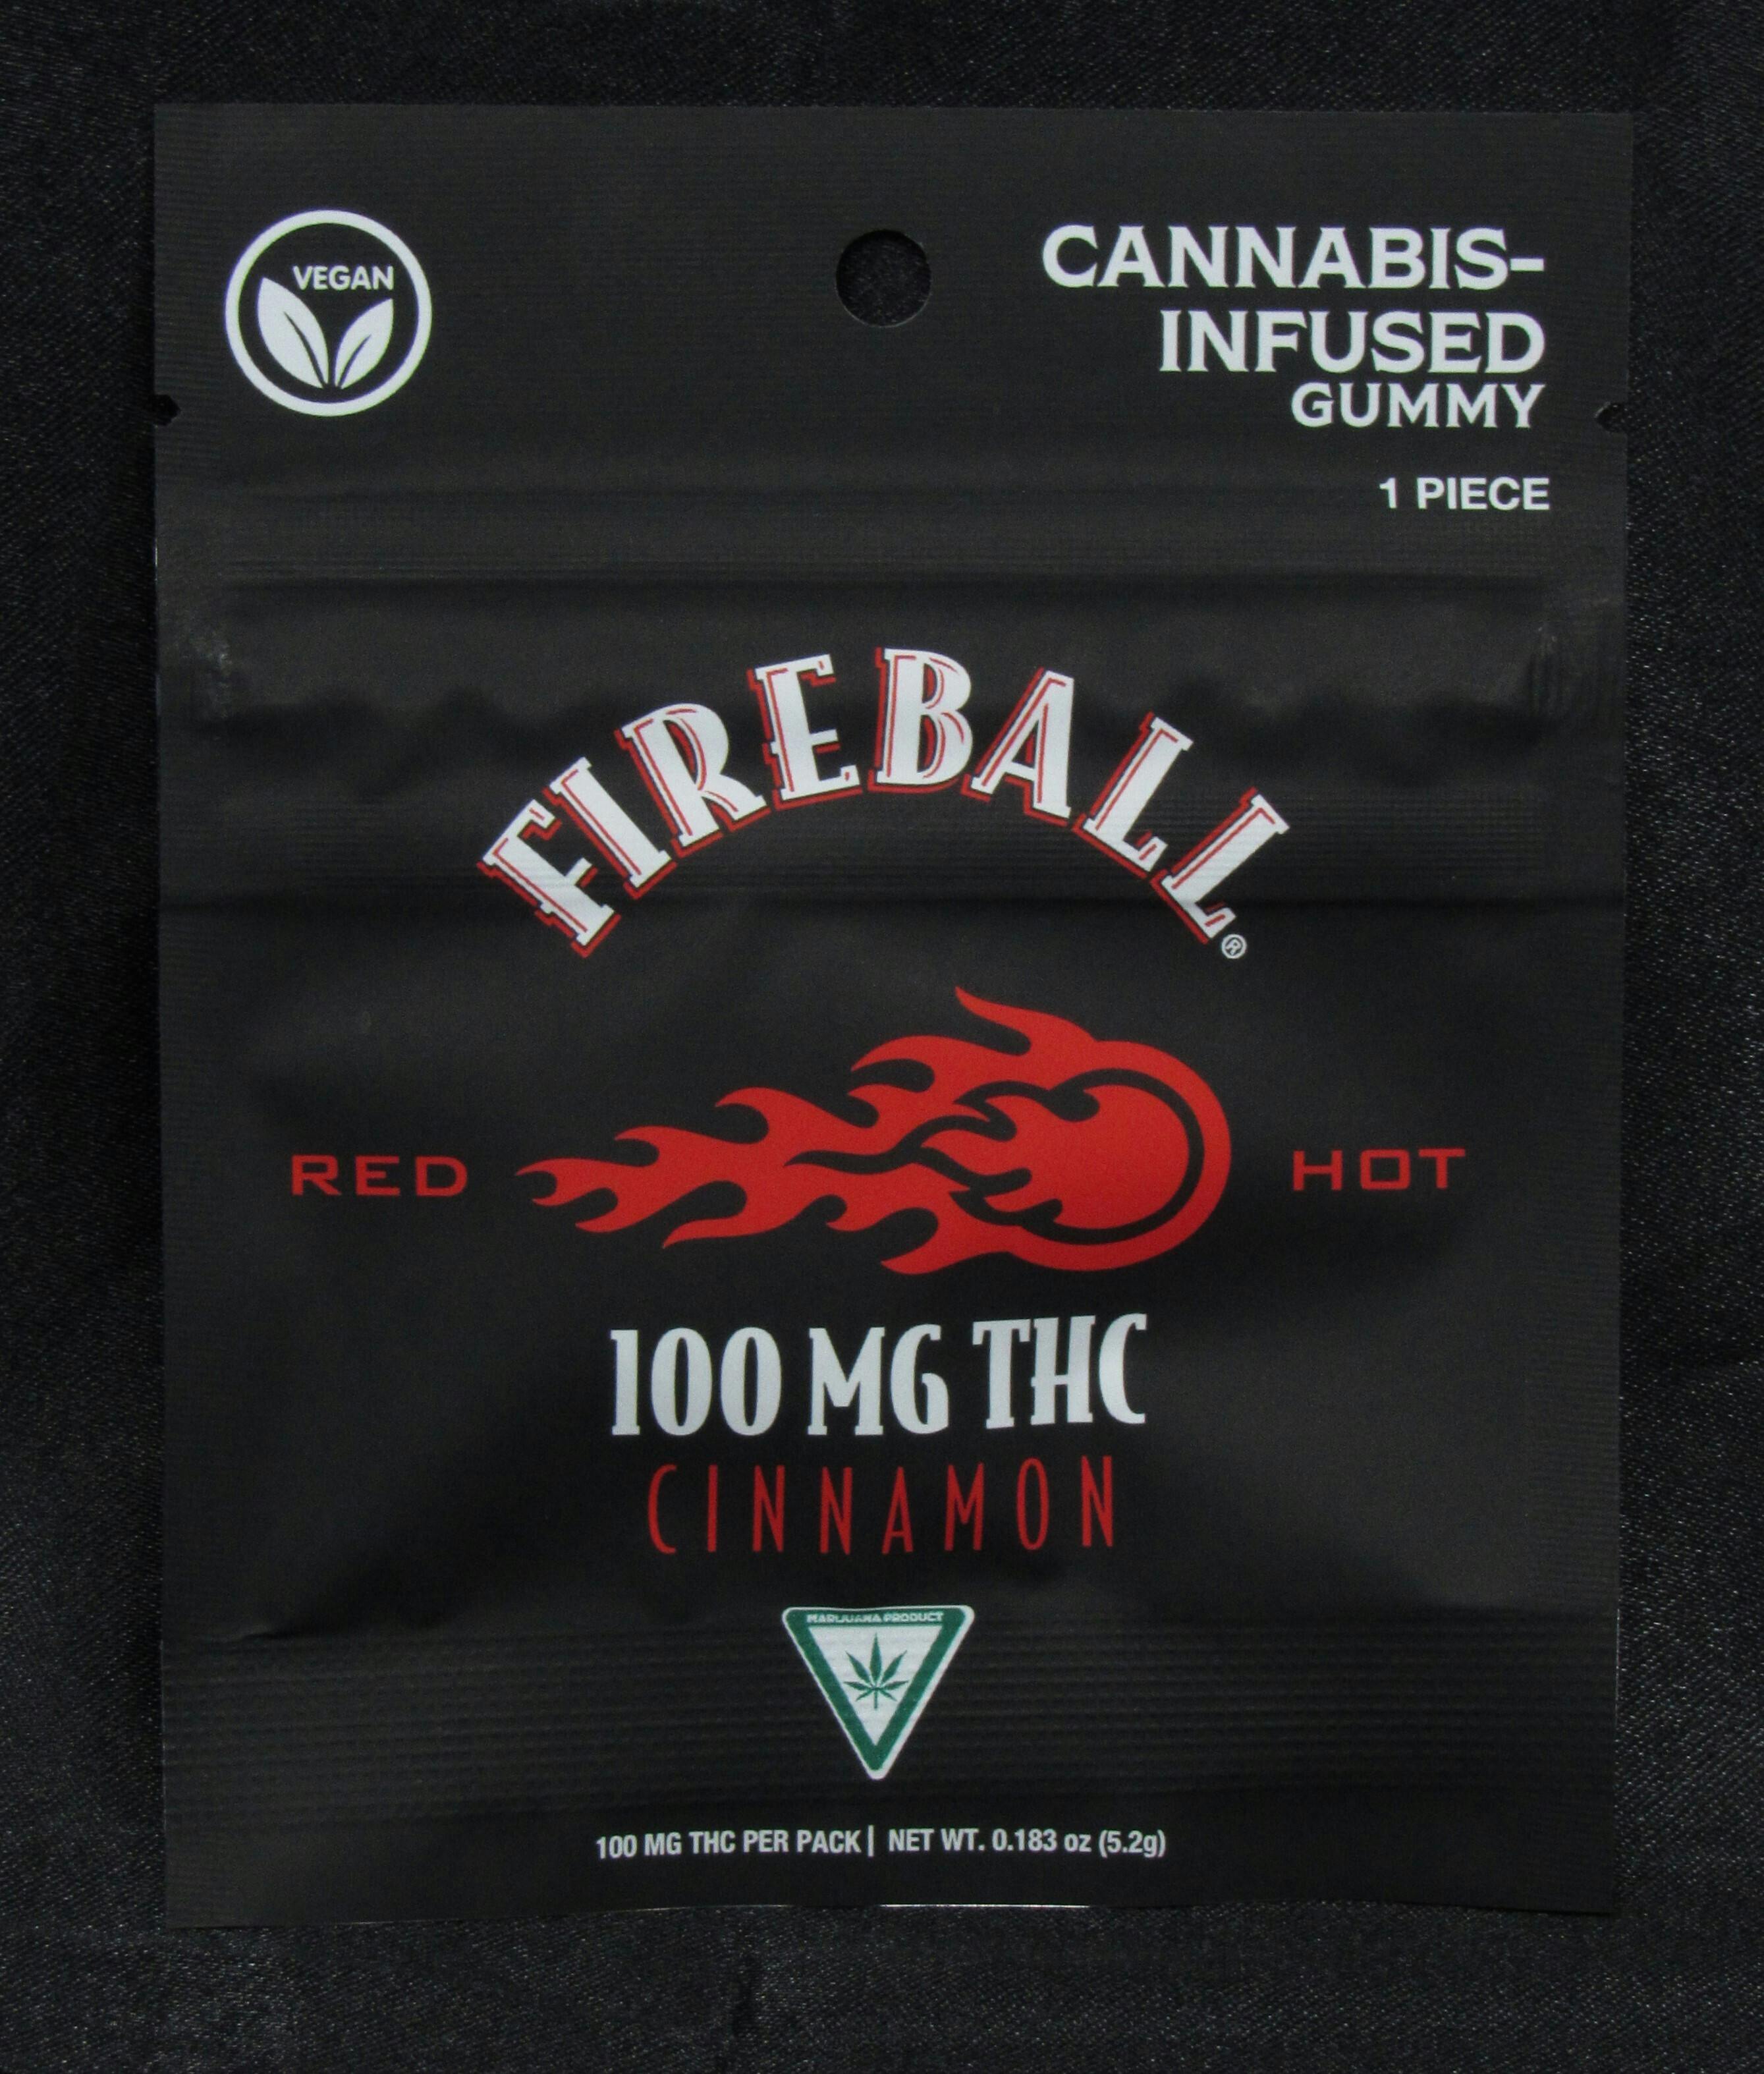 VEGAN
CANNABIS-
INFUSED
GUMMY
1 PIECE
FIREBALL®
RED HOT
100 MG THC
CINNAMON
MARIJUANA PRODUCT
100 MG THC PER PACK | NET WT. 0.183 oz (5.2g)